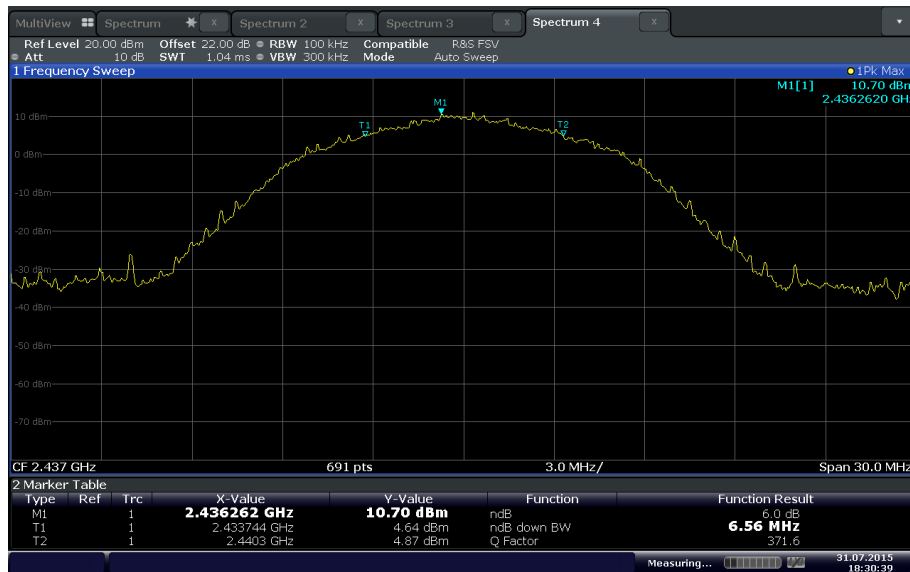 MultiView Spectrum x Spectrum 2 x Spectrum 3 x Spectrum 4 x
Ref Level 20.00 dBm Offset 22.00 dB RBW 100 kHz Compatible R&S FSV
Att 10 dB SWT 1.04 ms VBW 300 kHz Mode Auto Sweep
1 Frequency Sweep 1Pk Max
M1[1] 10.70 dBm
2.4362620 GHz
M1
10 dBm
T1 T2
0 dBm
-10 dBm
-20 dBm
-30 dBm
-40 dBm
-50 dBm
-60 dBm
-70 dBm
CF 2.437 GHz 691 pts 3.0 MHz/ Span 30.0 MHz
2 Marker Table
Type Ref Trc X-Value Y-Value Function Function Result
M1 1 2.436262 GHz 10.70 dBm ndB 6.0 dB
T1 1 2.433744 GHz 4.64 dBm ndB down BW 6.56 MHz
T2 1 2.4403 GHz 4.87 dBm Q Factor 371.6
Measuring... 31.07.2015
18:30:39